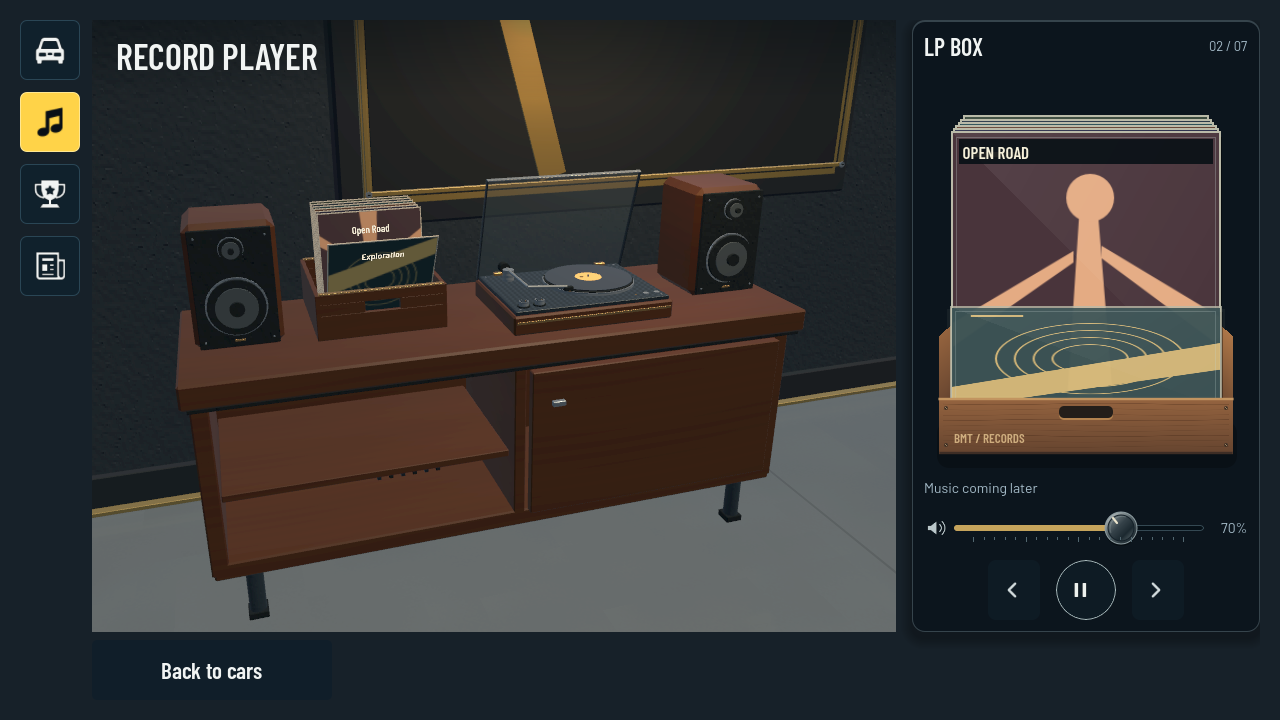 RECORD PLAYER
Open Road
Exploration
Back to cars
LP BOX
02 / 07
OPEN ROAD
BMT / RECORDS
Music coming later
70%